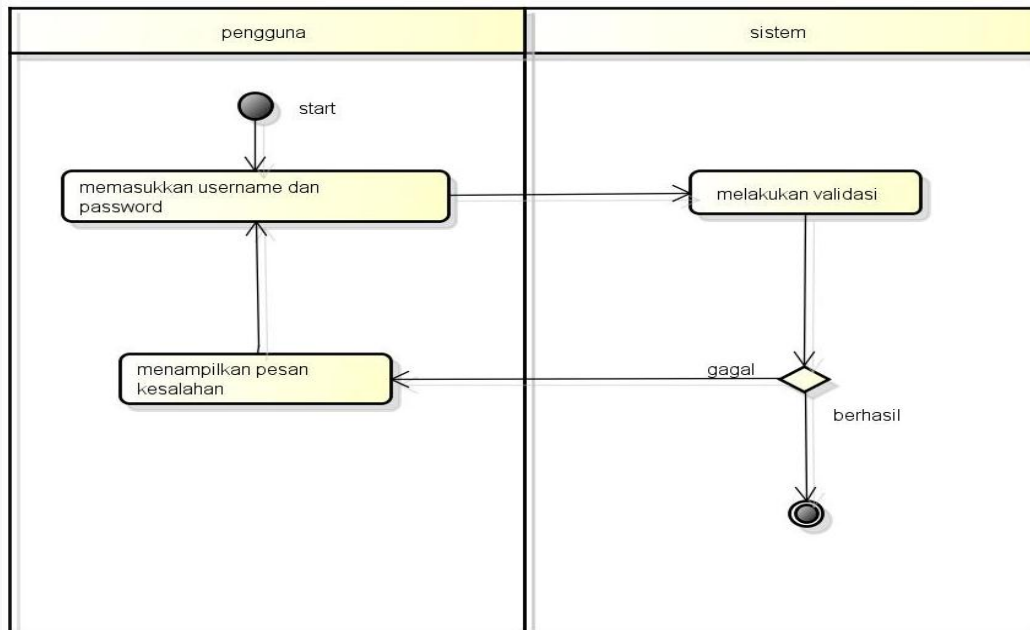 pengguna
sistem
start
memasukkan username dan
password
melakukan validasi
menampilkan pesan
kesalahan
gagal
berhasil